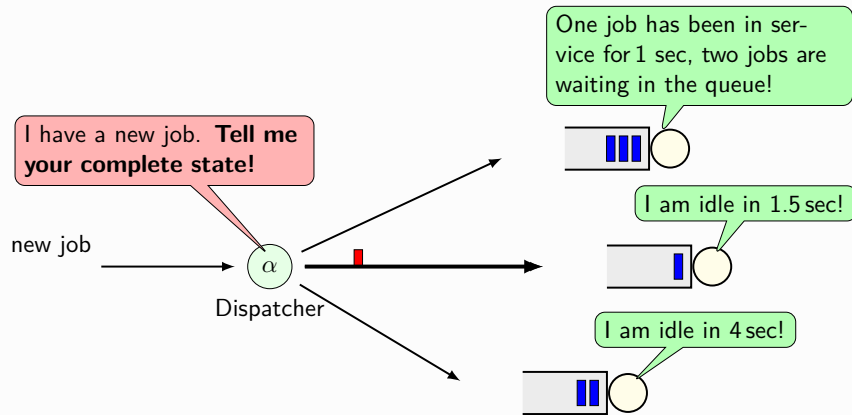 One job has been in ser-
vice for 1 sec, two jobs are
waiting in the queue!
I have a new job. Tell me
your complete state!
I am idle in 1.5 sec!
new job
α
Dispatcher
I am idle in 4 sec!